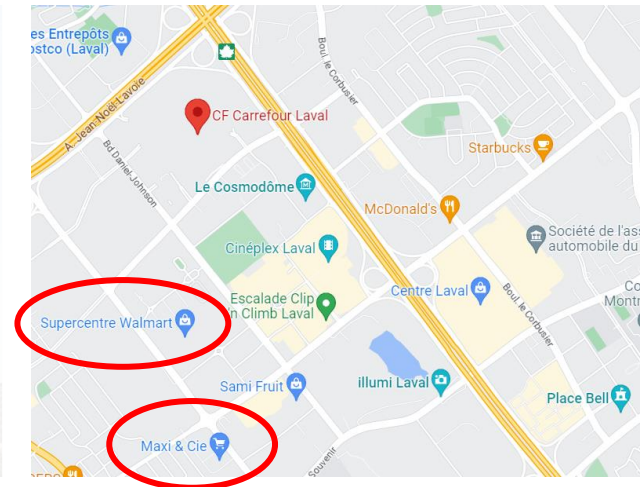 es Entrepôts
ostco (Laval)
A. Jean-Noël-Lavoie
Boul. le Corbusier
CF Carrefour Laval
Bd Daniel-Johnson
Starbucks
Le Cosmodôme
McDonald's
Société de l'ass
automobile du
Cinéplex Laval
Escalade Clip
n Climb Laval
Centre Laval
Boul. le Corbusier
Co
Montr
Supercentre Walmart
Sami Fruit
illumi Laval
Place Bell
Maxi & Cie
Souvenir